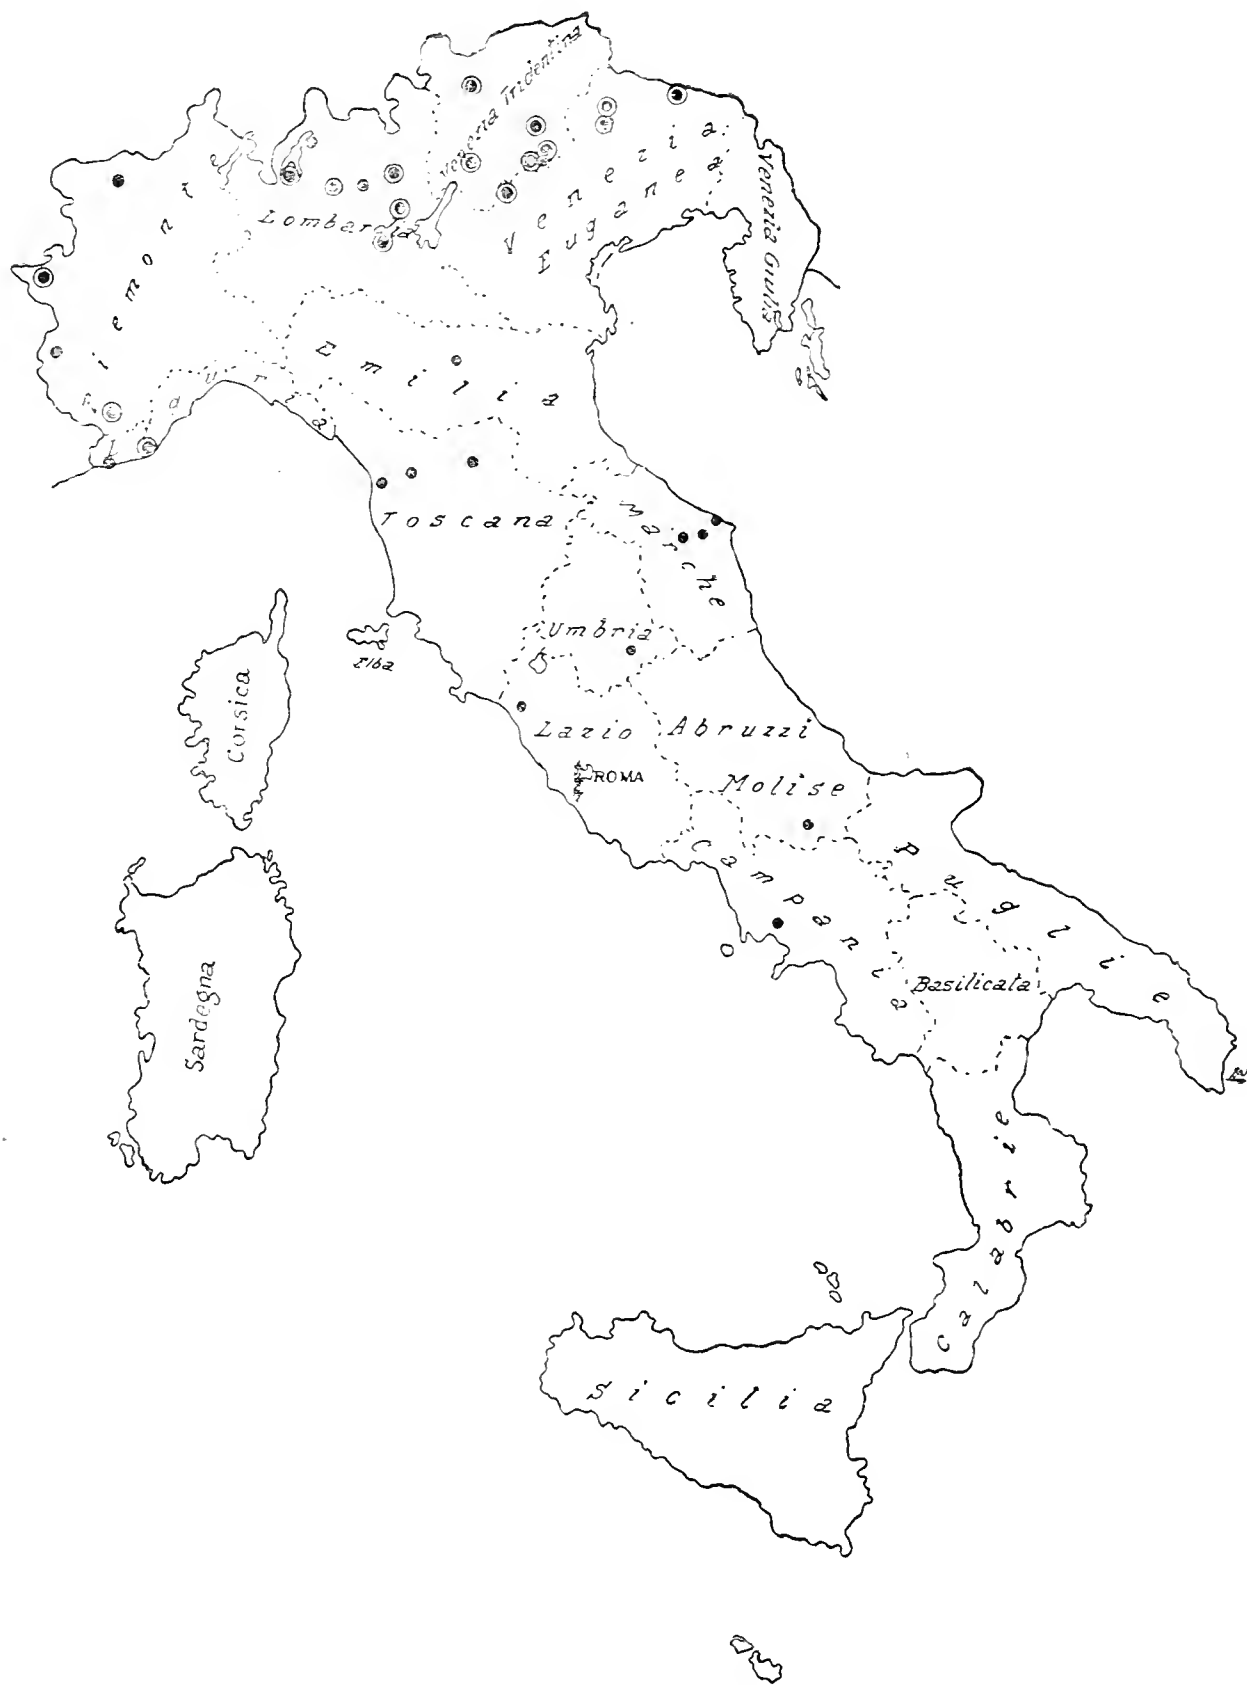 Venezia Tridentina
Venezia
Euganea
Venezia Giulia
Piemonte
Lombardia
Liguria
Emilia
Toscana
Marche
Umbria
Elba
Corsica
Lazio
Abruzzi
ROMA
Molise
Campania
Puglie
Basilicata
Sardegna
Calabrie
Sicilia